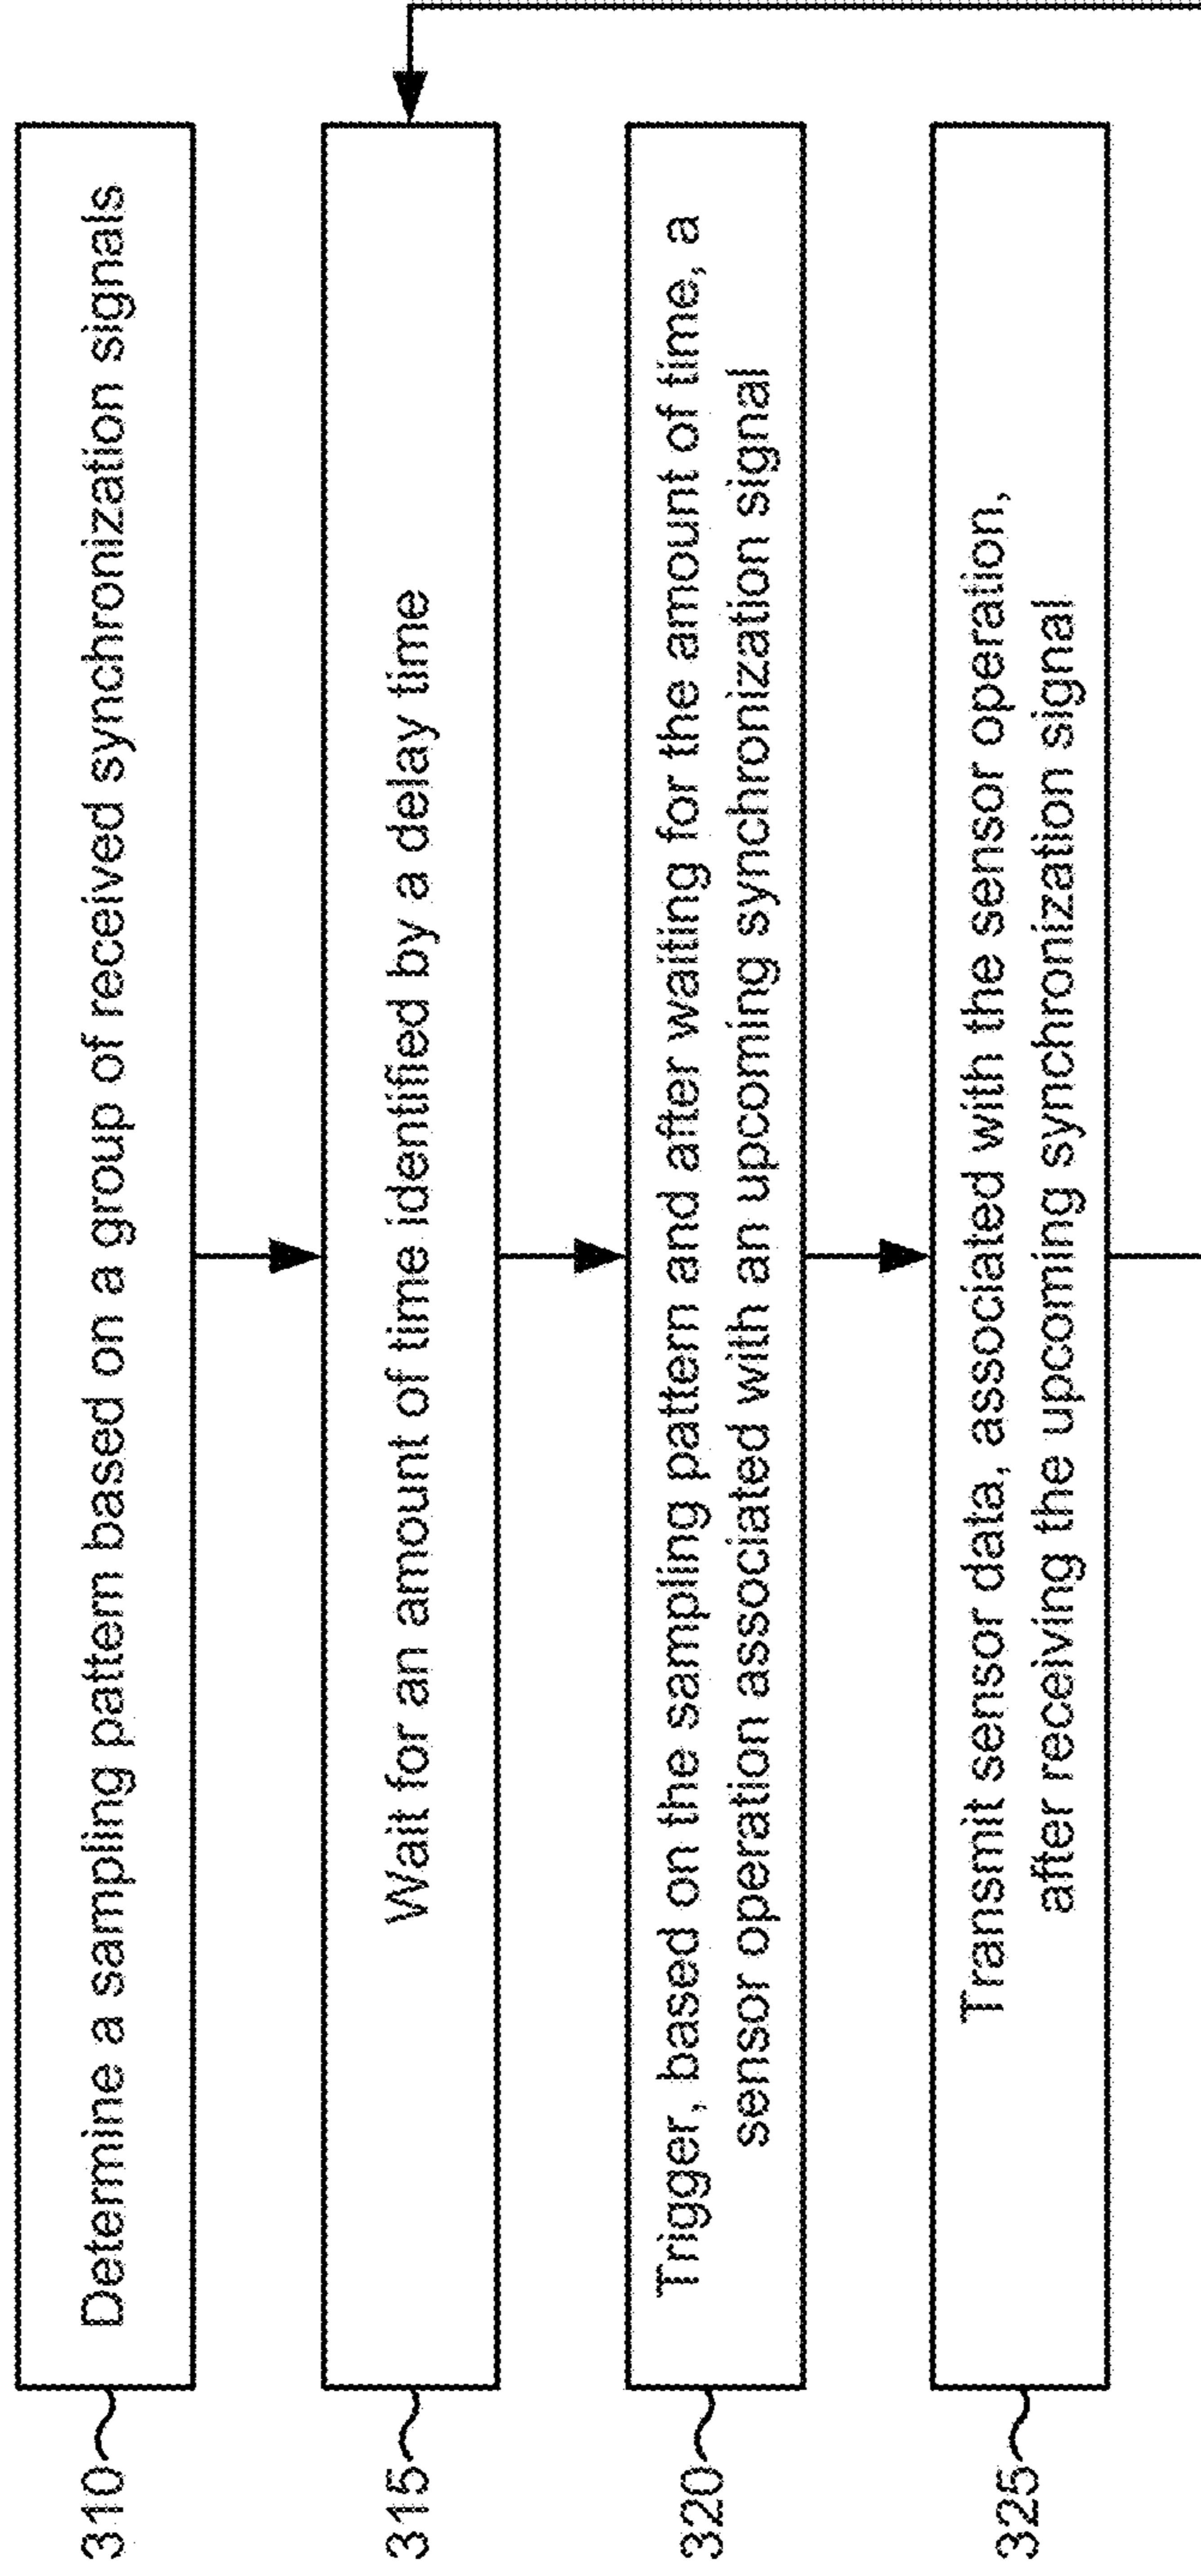 310
Determine a sampling pattern based on a group of received synchronization signals
315
Wait for an amount of time identified by a delay time
320
Trigger, based on the sampling pattern and after waiting for the amount of time, a
sensor operation associated with an upcoming synchronization signal
325
Transmit sensor data, associated with the sensor operation,
after receiving the upcoming synchronization signal